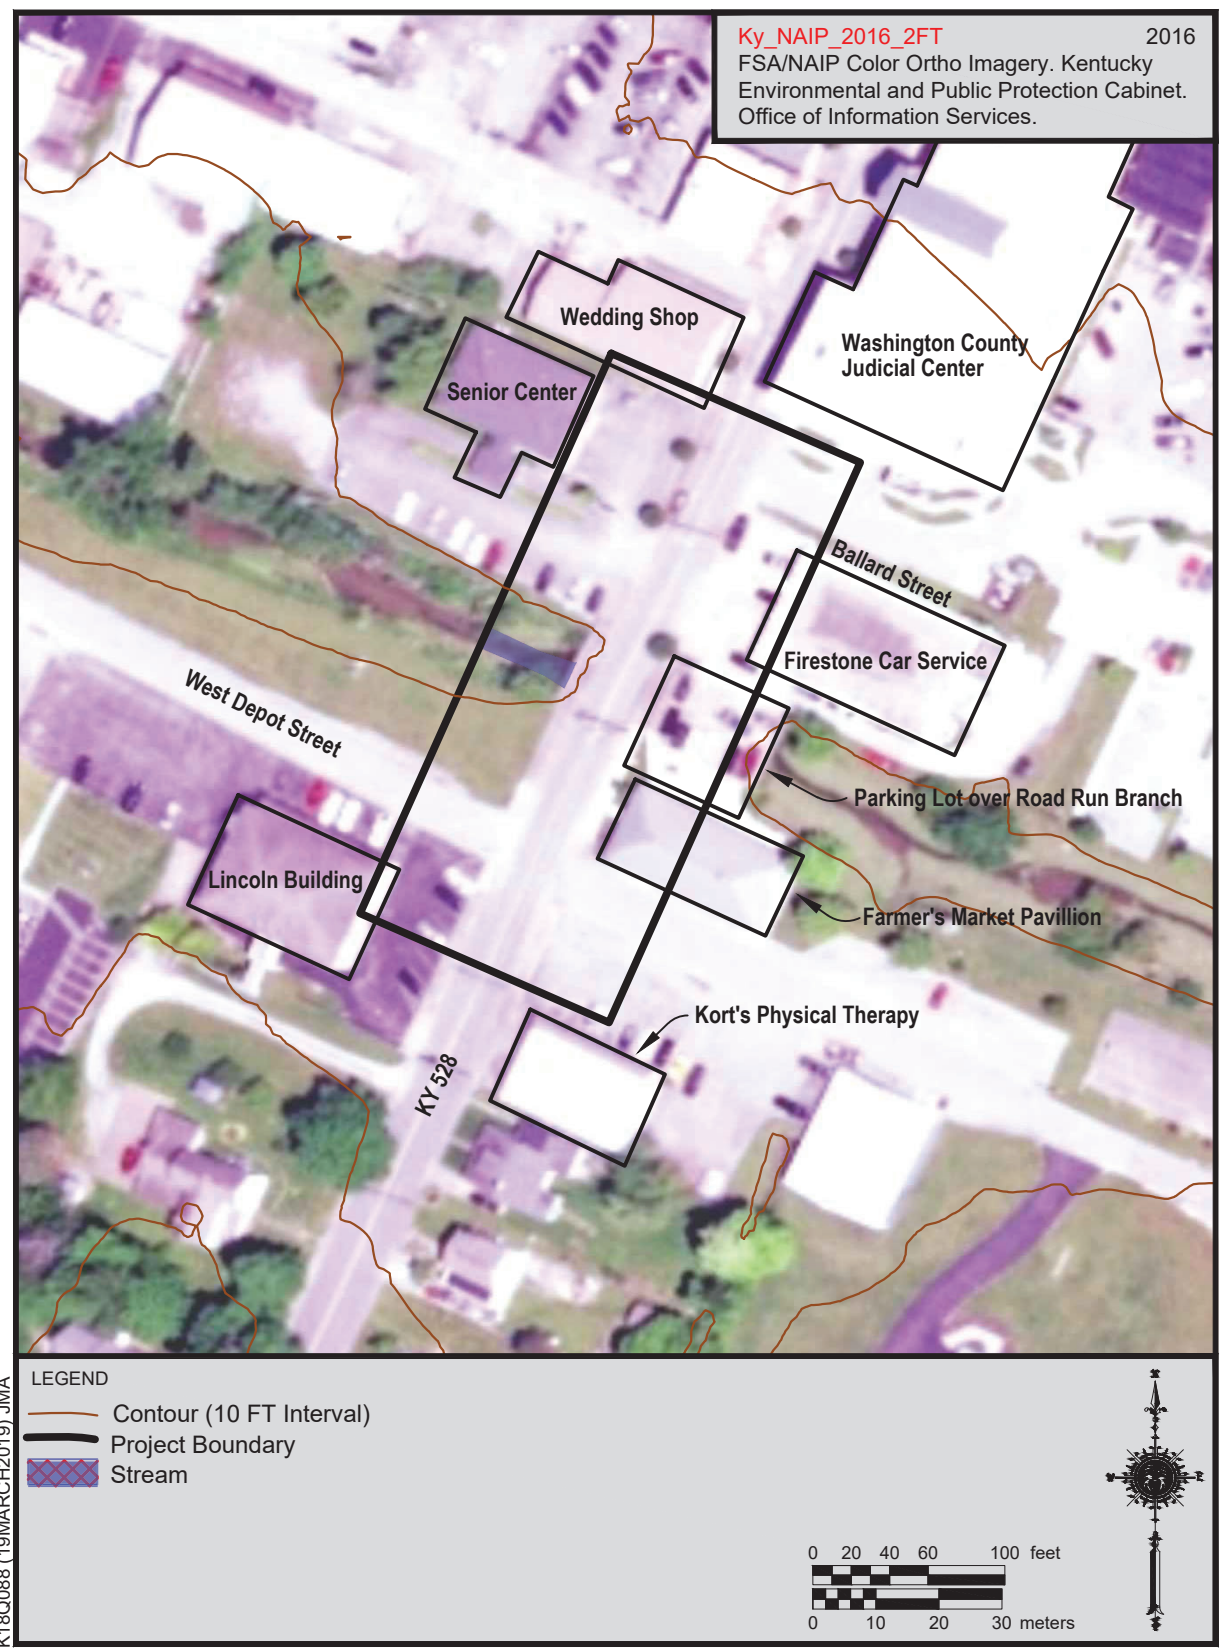 Ky_NAIP_2016_2FT 2016
FSA/NAIP Color Ortho Imagery. Kentucky
Environmental and Public Protection Cabinet.
Office of Information Services.
Wedding Shop
Washington County
Judicial Center
Senior Center
Ballard Street
Firestone Car Service
West Depot Street
Parking Lot over Road Run Branch
Lincoln Building
Farmer's Market Pavillion
Kort's Physical Therapy
KY 528
LEGEND
Contour (10 FT Interval)
Project Boundary
Stream
0 20 40 60 100 feet
0 10 20 30 meters
K18Q088 (19MARCH2019) JMA